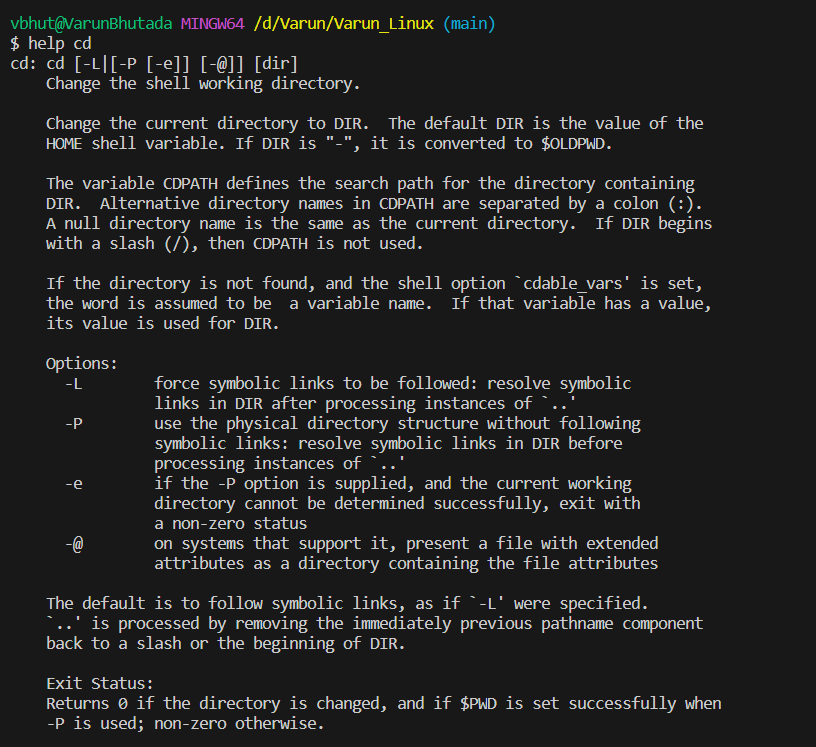 vbhut@VarunBhutada MINGW64 /d/Varun/Varun_Linux (main)
$ help cd
cd: cd [-L|[-P [-e]] [-@]] [dir]
    Change the shell working directory.

    Change the current directory to DIR.  The default DIR is the value of the
    HOME shell variable. If DIR is "-", it is converted to $OLDPWD.

    The variable CDPATH defines the search path for the directory containing
    DIR.  Alternative directory names in CDPATH are separated by a colon (:).
    A null directory name is the same as the current directory.  If DIR begins
    with a slash (/), then CDPATH is not used.

    If the directory is not found, and the shell option `cdable_vars' is set,
    the word is assumed to be  a variable name.  If that variable has a value,
    its value is used for DIR.

    Options:
      -L        force symbolic links to be followed: resolve symbolic
                links in DIR after processing instances of `..'
      -P        use the physical directory structure without following
                symbolic links: resolve symbolic links in DIR before
                processing instances of `..'
      -e        if the -P option is supplied, and the current working
                directory cannot be determined successfully, exit with
                a non-zero status
      -@        on systems that support it, present a file with extended
                attributes as a directory containing the file attributes

    The default is to follow symbolic links, as if `-L' were specified.
    `..' is processed by removing the immediately previous pathname component
    back to a slash or the beginning of DIR.

    Exit Status:
    Returns 0 if the directory is changed, and if $PWD is set successfully when
    -P is used; non-zero otherwise.